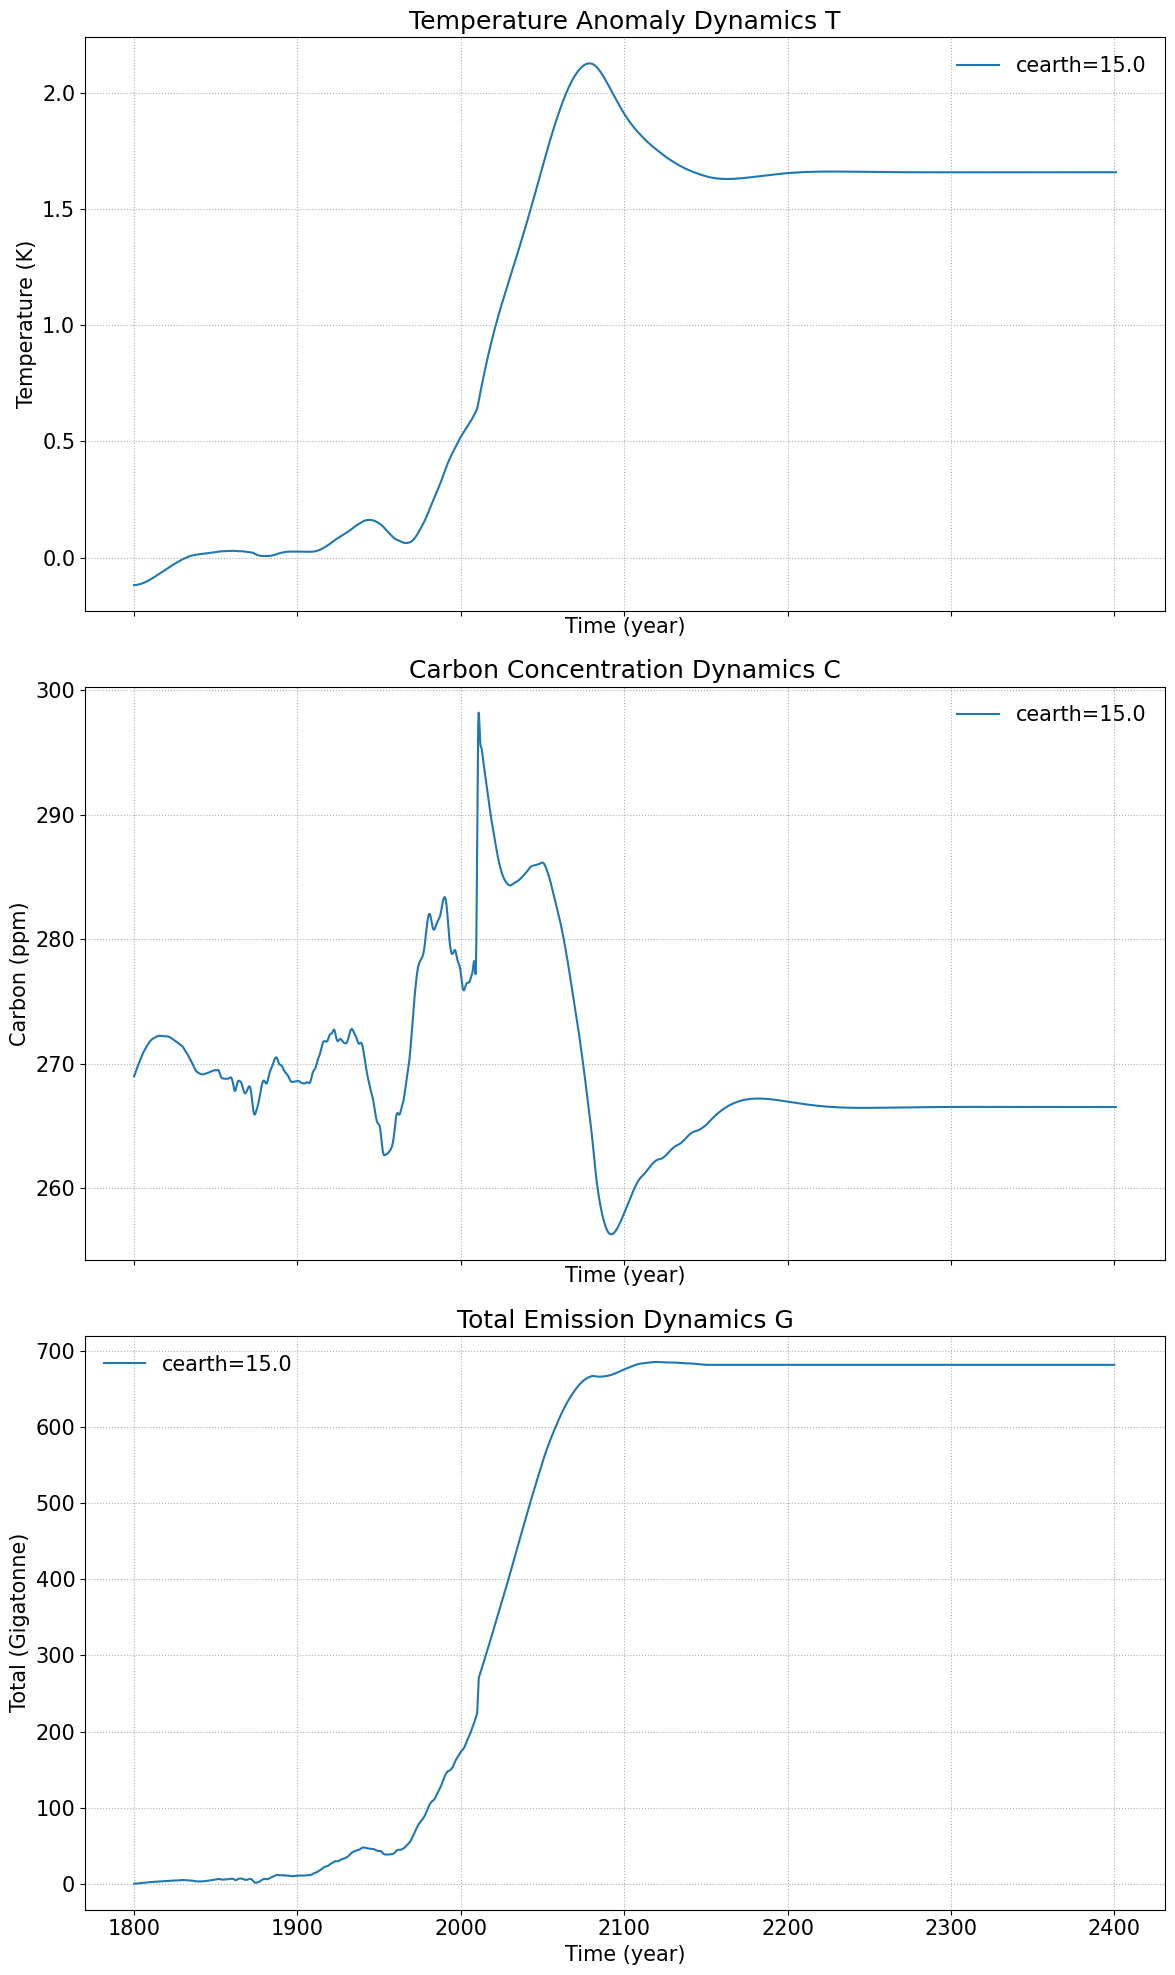 Temperature Anomaly Dynamics T
cearth=15.0
2.0
1.5
1.0
0.5
0.0
Temperature (K)
Time (year)
Carbon Concentration Dynamics C
cearth=15.0
300
290
280
270
260
Carbon (ppm)
Time (year)
Total Emission Dynamics G
cearth=15.0
700
600
500
400
300
200
100
0
Total (Gigatonne)
1800 1900 2000 2100 2200 2300 2400
Time (year)